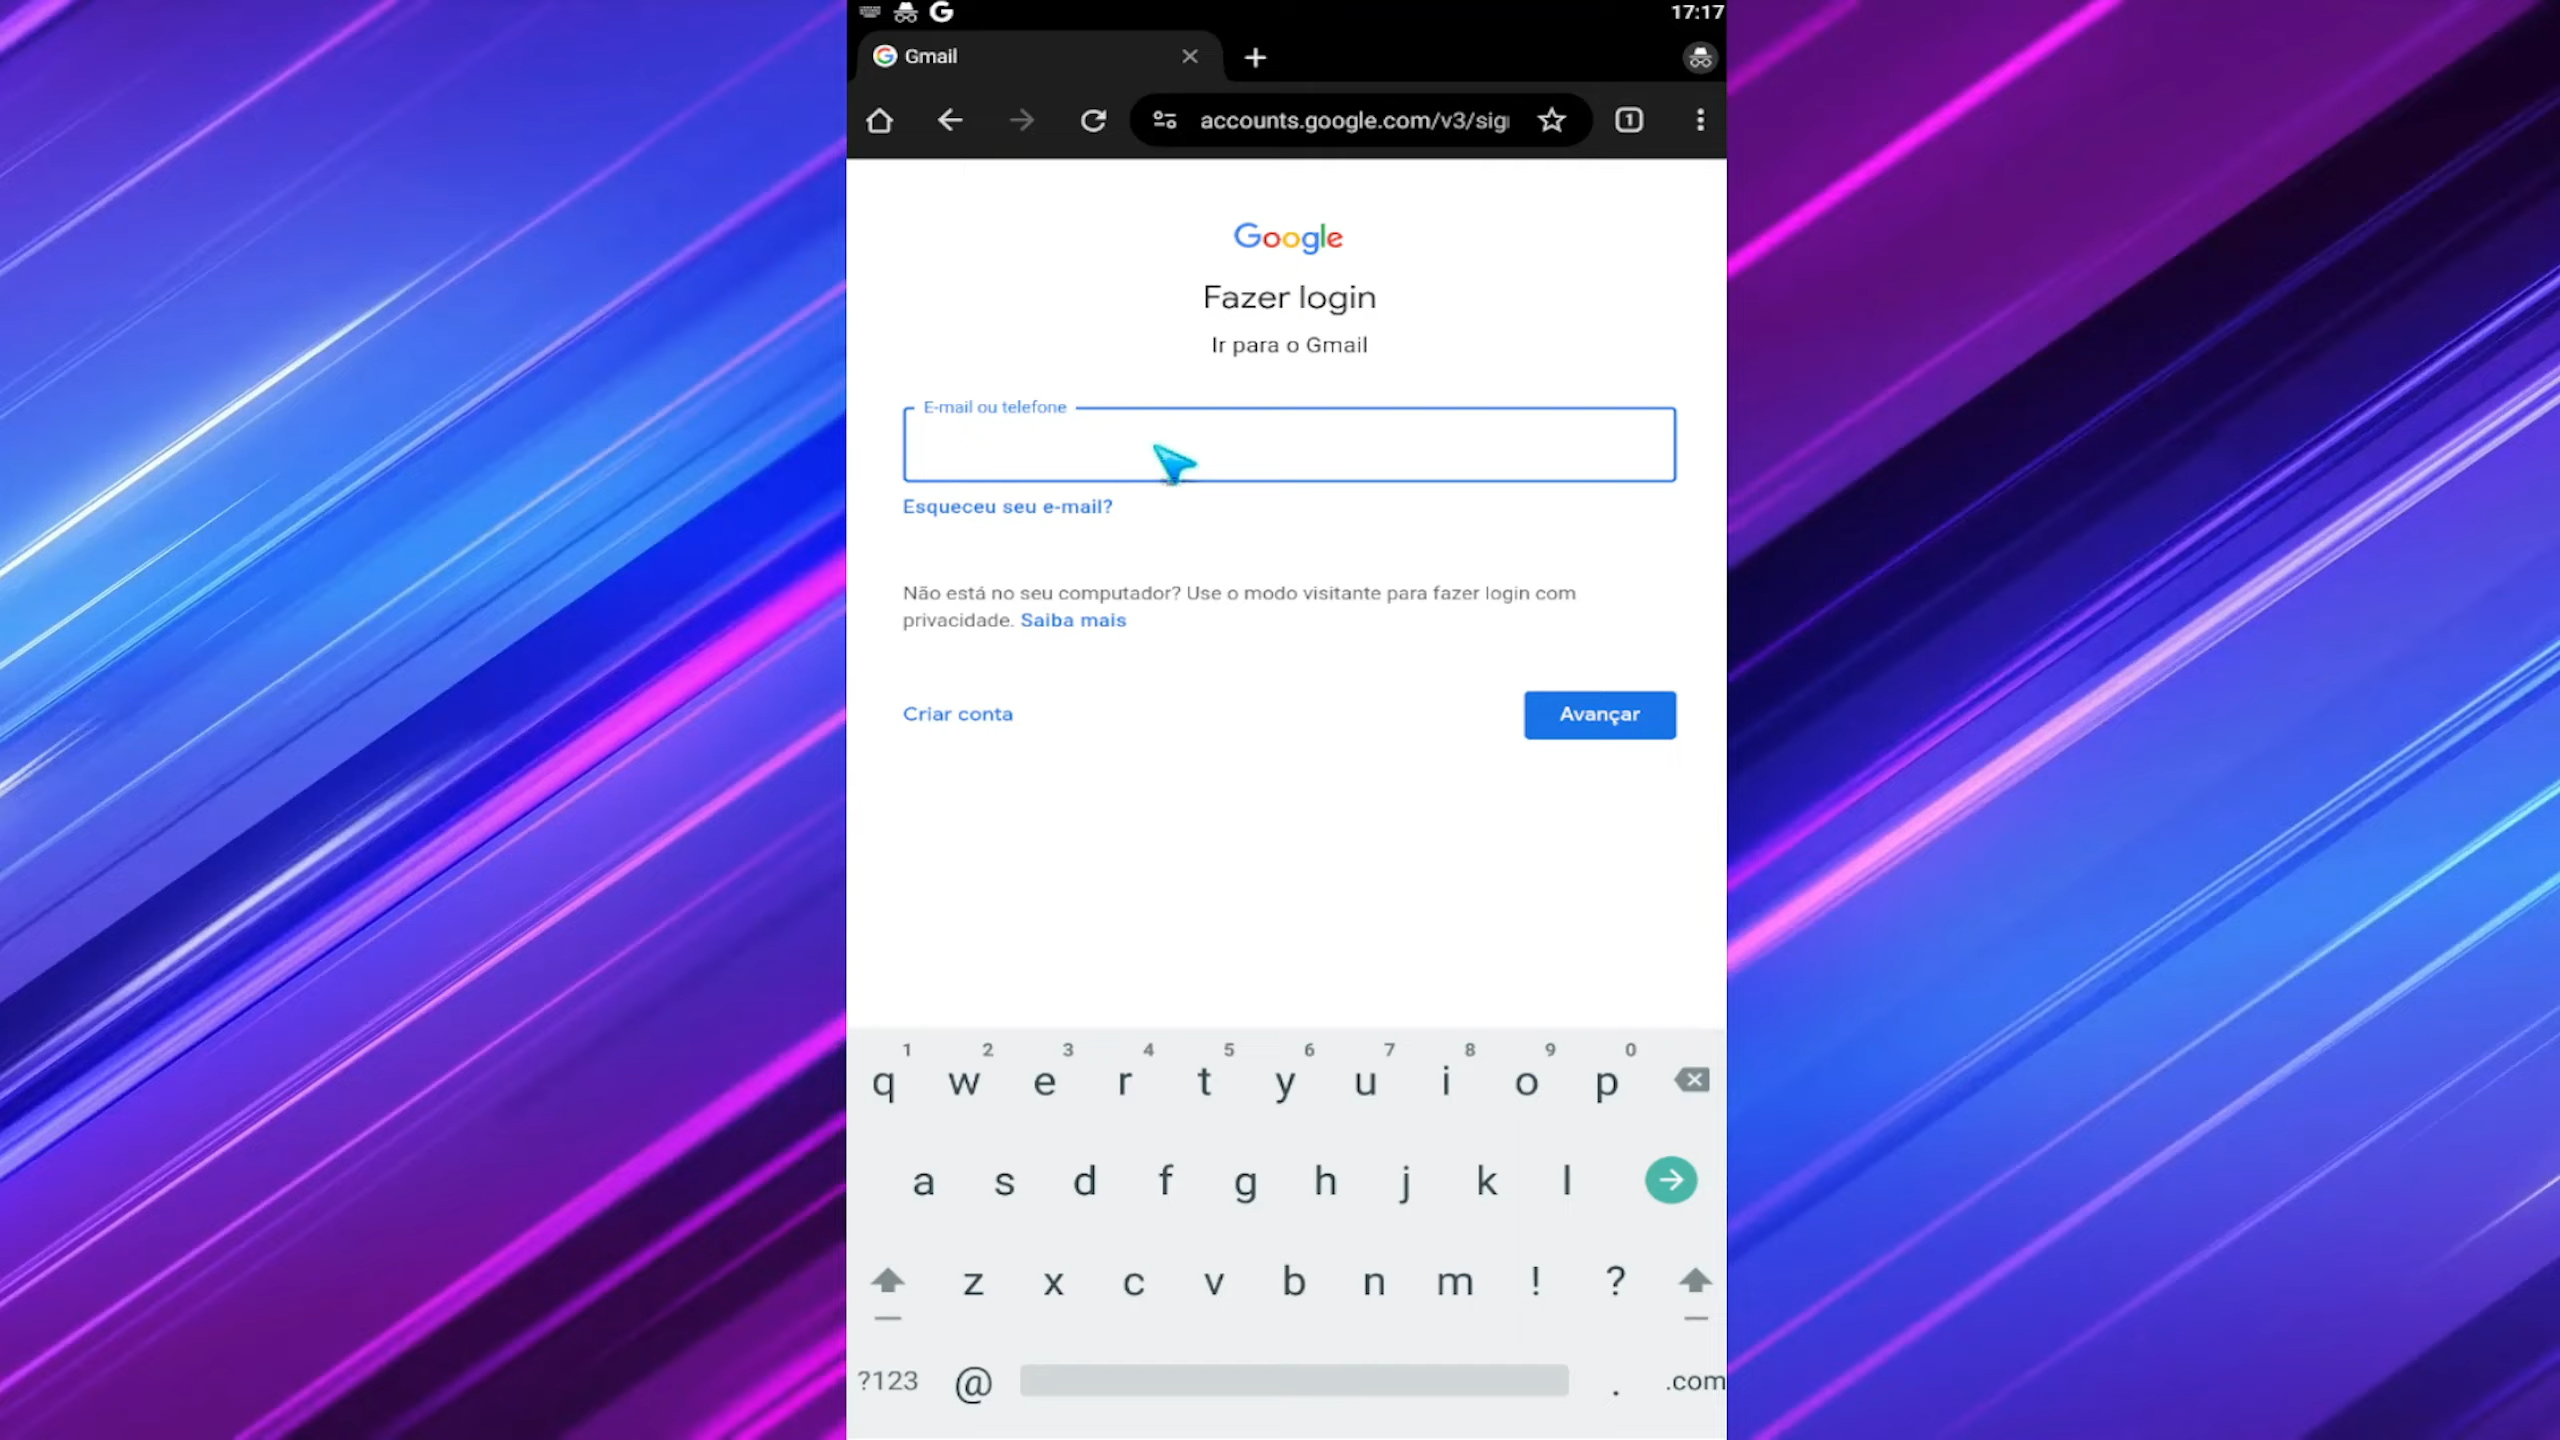 17:17
Gmail
accounts.google.com/v3/sig
1
Google
Fazer login
Ir para o Gmail
E-mail ou telefone
Esqueceu seu e-mail?
Não está no seu computador? Use o modo visitante para fazer login com
privacidade. Saiba mais
Criar conta
Avançar
1 2 3 4 5 6 7 8 9 0
q w e r t y u i o p
a s d f g h j k l
z x c v b n m ! ?
?123 @ . .com